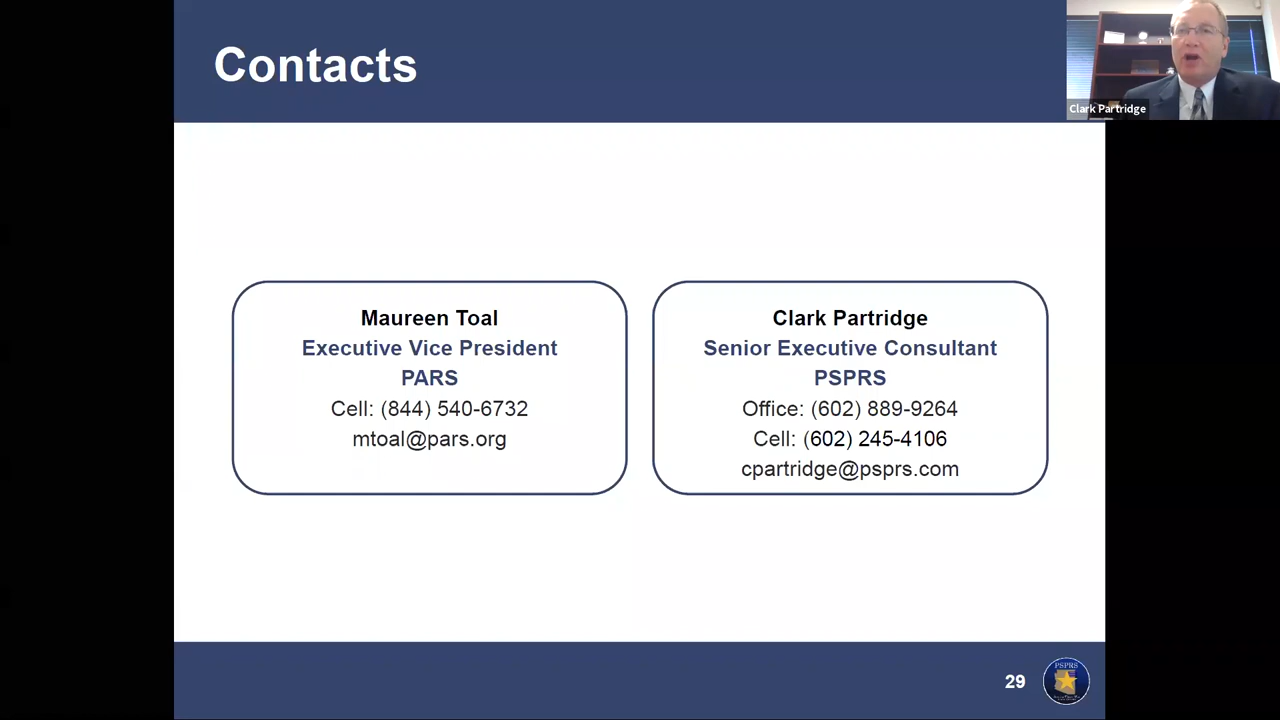 Contacts
Clark Partridge
Maureen Toal
Executive Vice President
PARS
Cell: (844) 540-6732
mtoal@pars.org
Clark Partridge
Senior Executive Consultant
PSPRS
Office: (602) 889-9264
Cell: (602) 245-4106
cpartridge@psprs.com
29
PSPRS